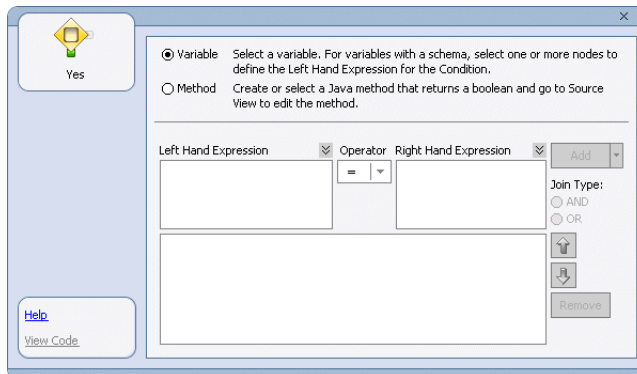 Yes
Variable Select a variable. For variables with a schema, select one or more nodes to
define the Left Hand Expression for the Condition.
Method Create or select a Java method that returns a boolean and go to Source
View to edit the method.
Left Hand Expression Operator Right Hand Expression Add
=
Join Type:
AND
OR
Remove
Help
View Code